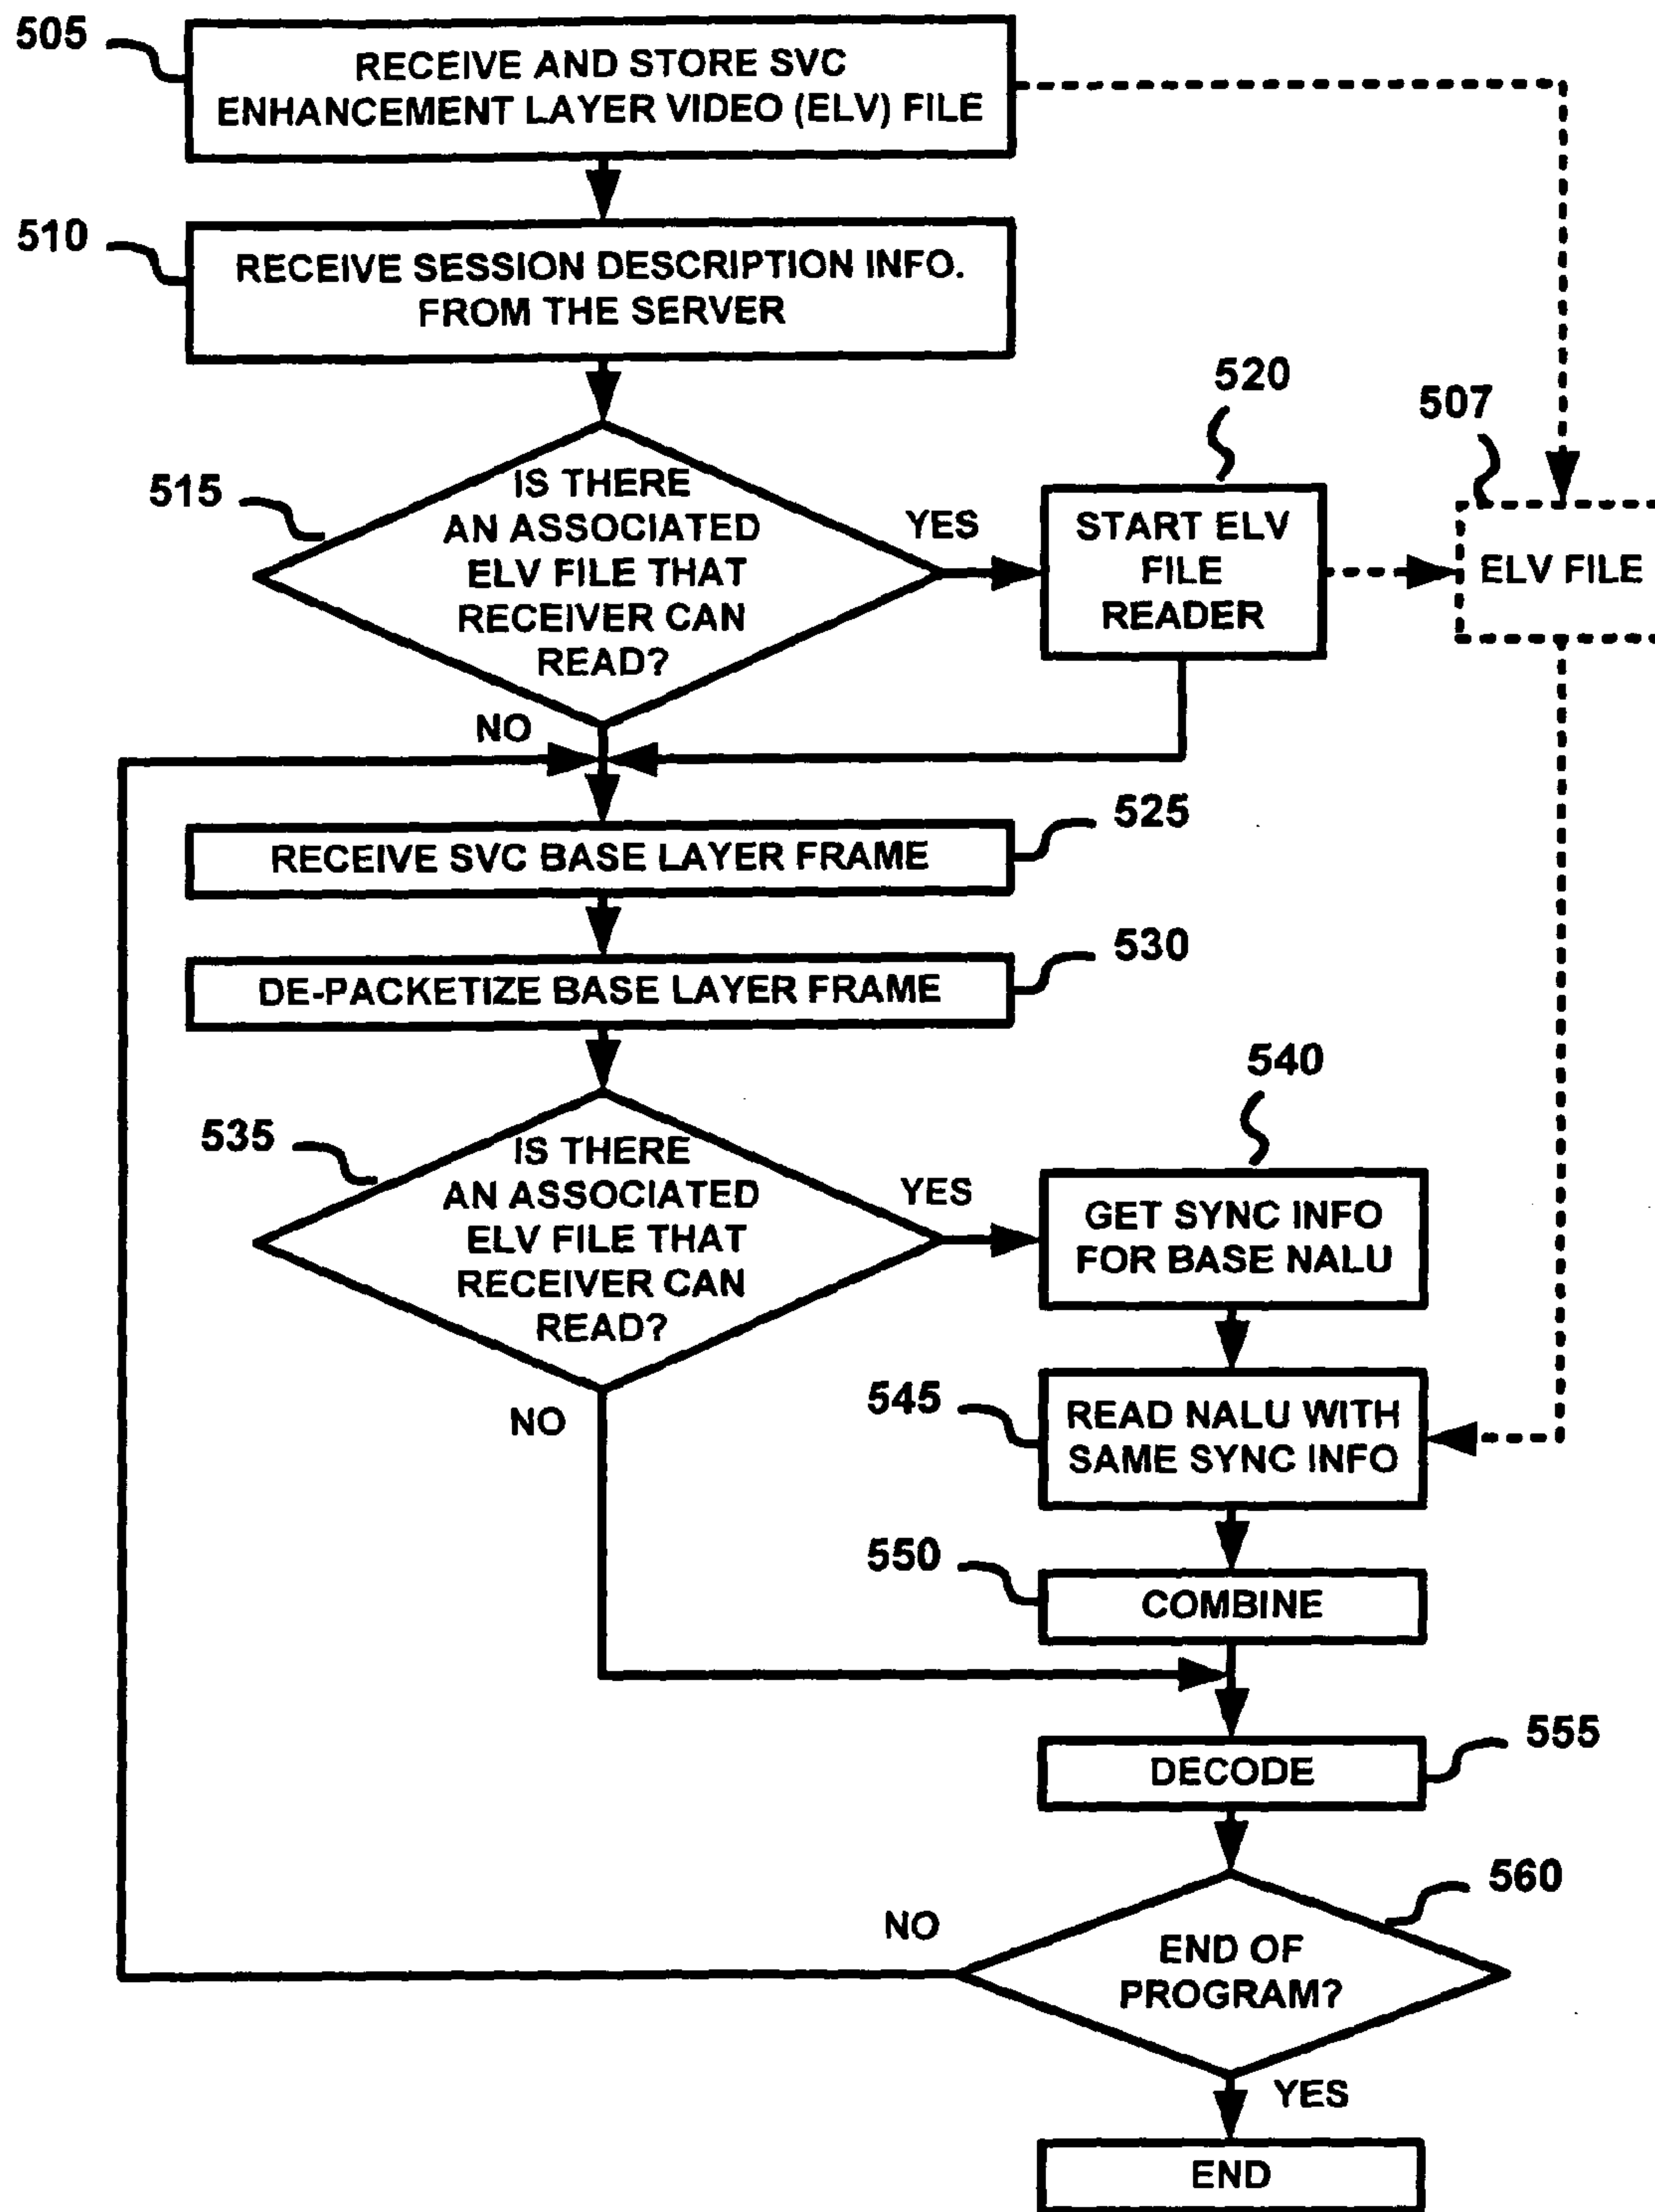 505
RECEIVE AND STORE SVC
ENHANCEMENT LAYER VIDEO (ELV) FILE
510
RECEIVE SESSION DESCRIPTION INFO.
FROM THE SERVER
515
IS THERE
AN ASSOCIATED
ELV FILE THAT
RECEIVER CAN
READ?
YES
NO
520
START ELV
FILE
READER
507
ELV FILE
525
RECEIVE SVC BASE LAYER FRAME
530
DE-PACKETIZE BASE LAYER FRAME
535
IS THERE
AN ASSOCIATED
ELV FILE THAT
RECEIVER CAN
READ?
YES
NO
540
GET SYNC INFO
FOR BASE NALU
545
READ NALU WITH
SAME SYNC INFO
550
COMBINE
555
DECODE
560
END OF
PROGRAM?
NO
YES
END